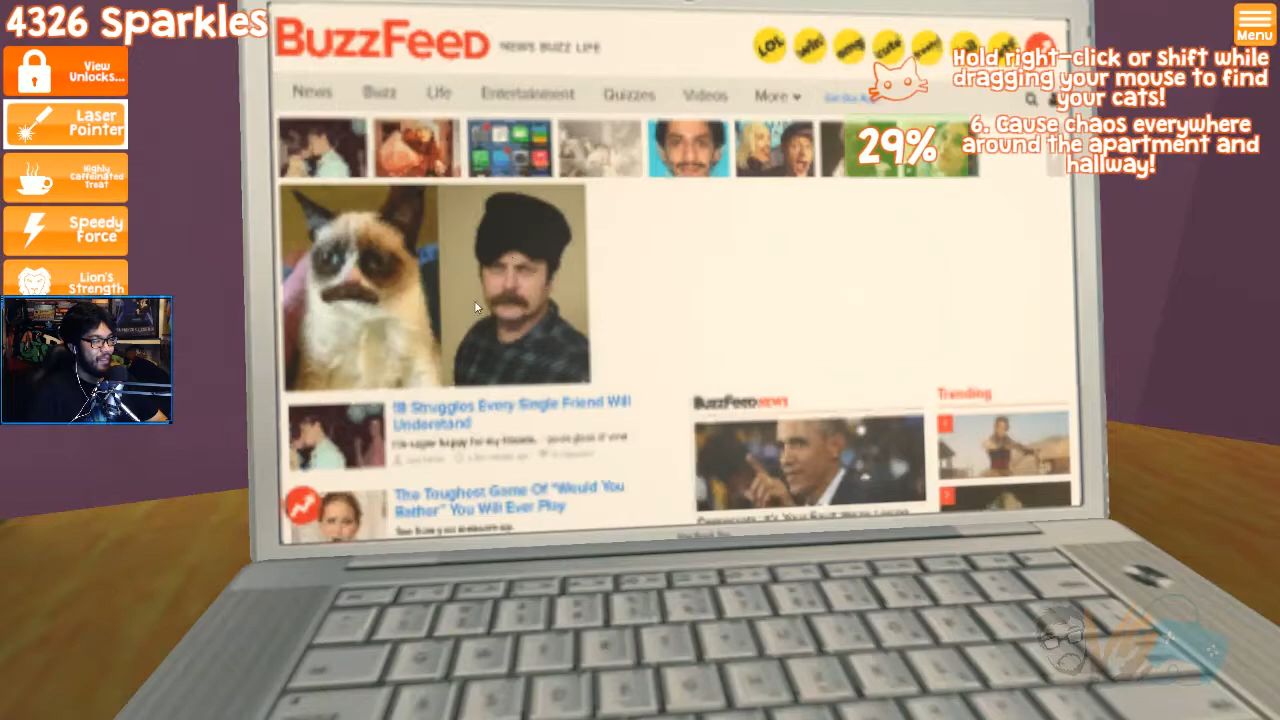 4326 Sparkles
View
Unlocks...
Laser
Pointer
Highly
Caffeinated
Treat
Speedy
Force
Lion's
Strength
Menu
Hold right-click or Shift while
dragging your mouse to find
your cats!
29%
6. Cause chaos everywhere
around the apartment and
hallway!
BuzzFeed NEWS BUZZ LIFE
LOL win! omg cute
News Buzz Life Entertainment Quizzes Videos More
18 Struggles Every Single Friend Will
Understand
BuzzFeedNEWS
Trending
The Toughest Game Of "Would You
Rather" You Will Ever Play